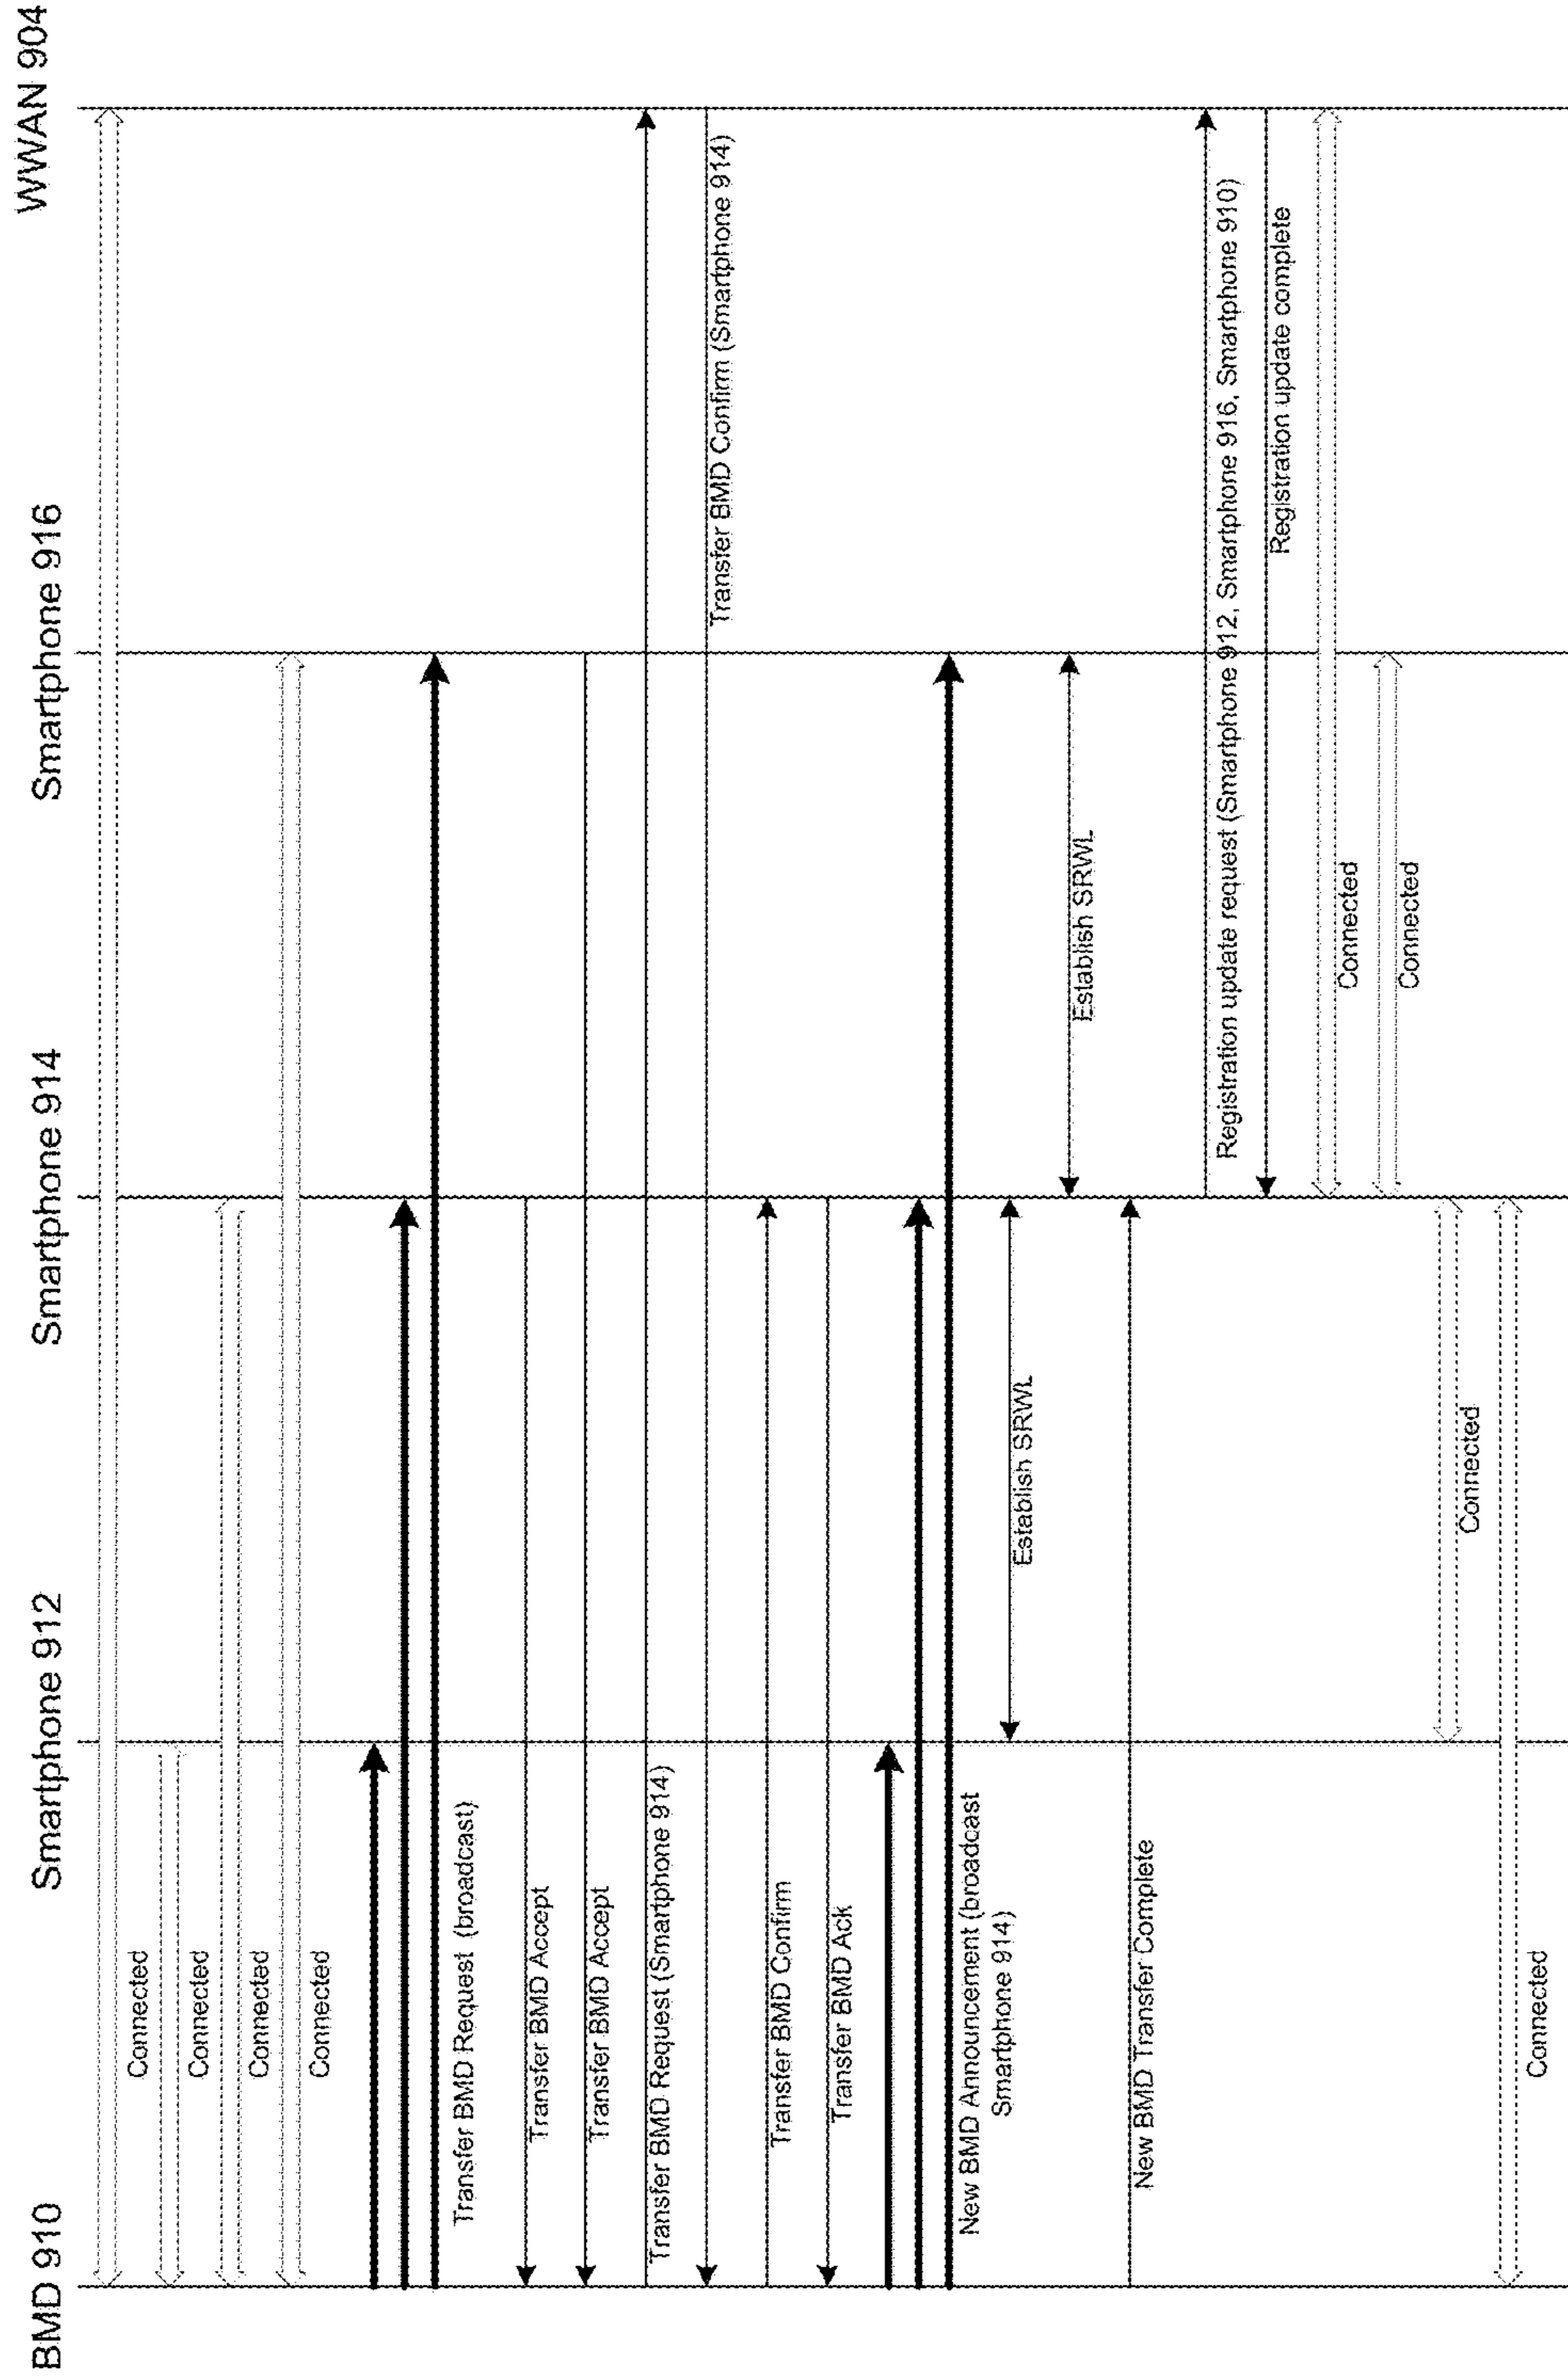 BMD 910
Smartphone 912
Smartphone 914
Smartphone 916
WWAN 904
Connected
Connected
Connected
Connected
Transfer BMD Request (broadcast)
Transfer BMD Accept
Transfer BMD Accept
Transfer BMD Request (Smartphone 914)
Transfer BMD Confirm (Smartphone 914)
Transfer BMD Confirm
Transfer BMD Ack
New BMD Announcement (broadcast
Smartphone 914)
Establish SRWL
Establish SRWL
New BMD Transfer Complete
Registration update request (Smartphone 912, Smartphone 916, Smartphone 910)
Registration update complete
Connected
Connected
Connected
Connected